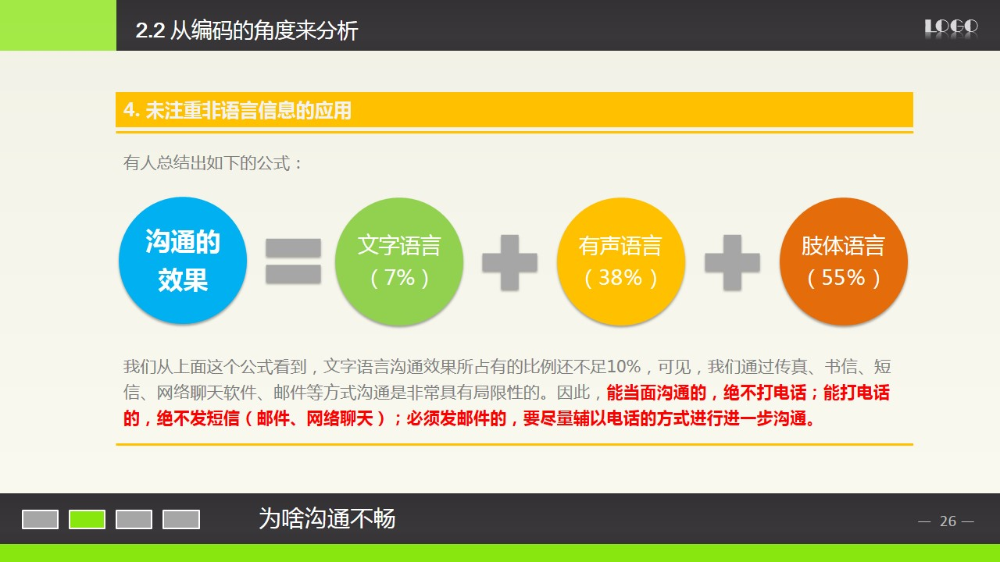 2.2 从编码的角度来分析
LOGO
4. 未注重非语言信息的应用
有人总结出如下的公式：
沟通的
效果
文字语言
（7%）
有声语言
（38%）
肢体语言
（55%）
我们从上面这个公式看到，文字语言沟通效果所占有的比例还不足10%，可见，我们通过传真、书信、短
信、网络聊天软件、邮件等方式沟通是非常具有局限性的。因此，能当面沟通的，绝不打电话；能打电话
的，绝不发短信（邮件、网络聊天）；必须发邮件的，要尽量辅以电话的方式进行进一步沟通。
为啥沟通不畅
— 26 —